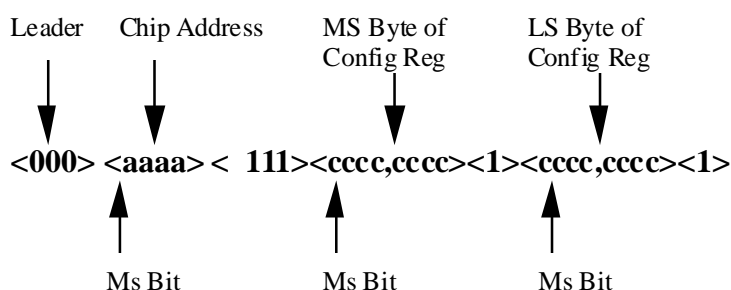 Leader Chip Address MS Byte of LS Byte of
Config Reg Config Reg
<000> <aaaa> < 111><cccc,cccc><1><cccc,cccc><1>
Ms Bit Ms Bit Ms Bit